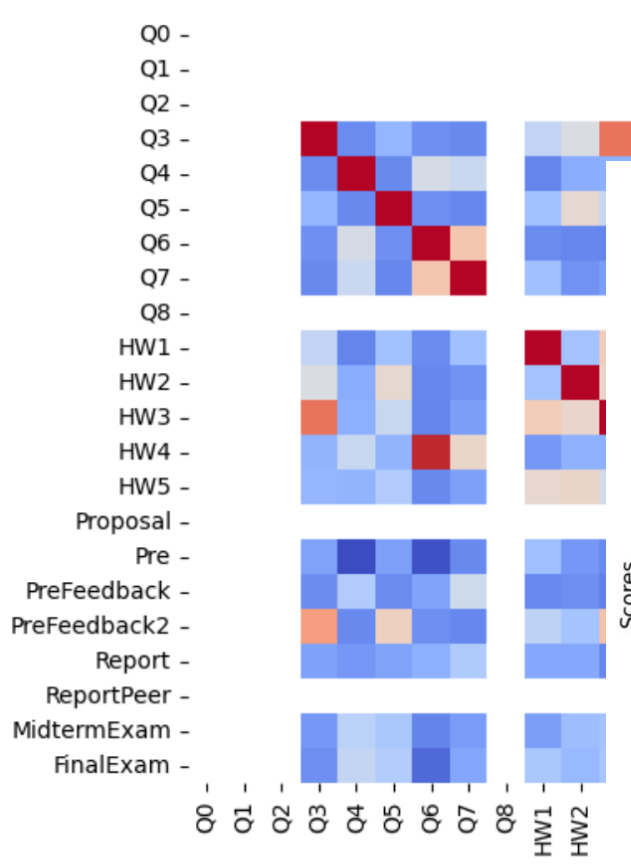 Q0
Q1
Q2
Q3
Q4
Q5
Q6
Q7
Q8
HW1
HW2
HW3
HW4
HW5
Proposal
Pre
PreFeedback
PreFeedback2
Report
ReportPeer
MidtermExam
FinalExam
Scores
Q0
Q1
Q2
Q3
Q4
Q5
Q6
Q7
Q8
HW1
HW2